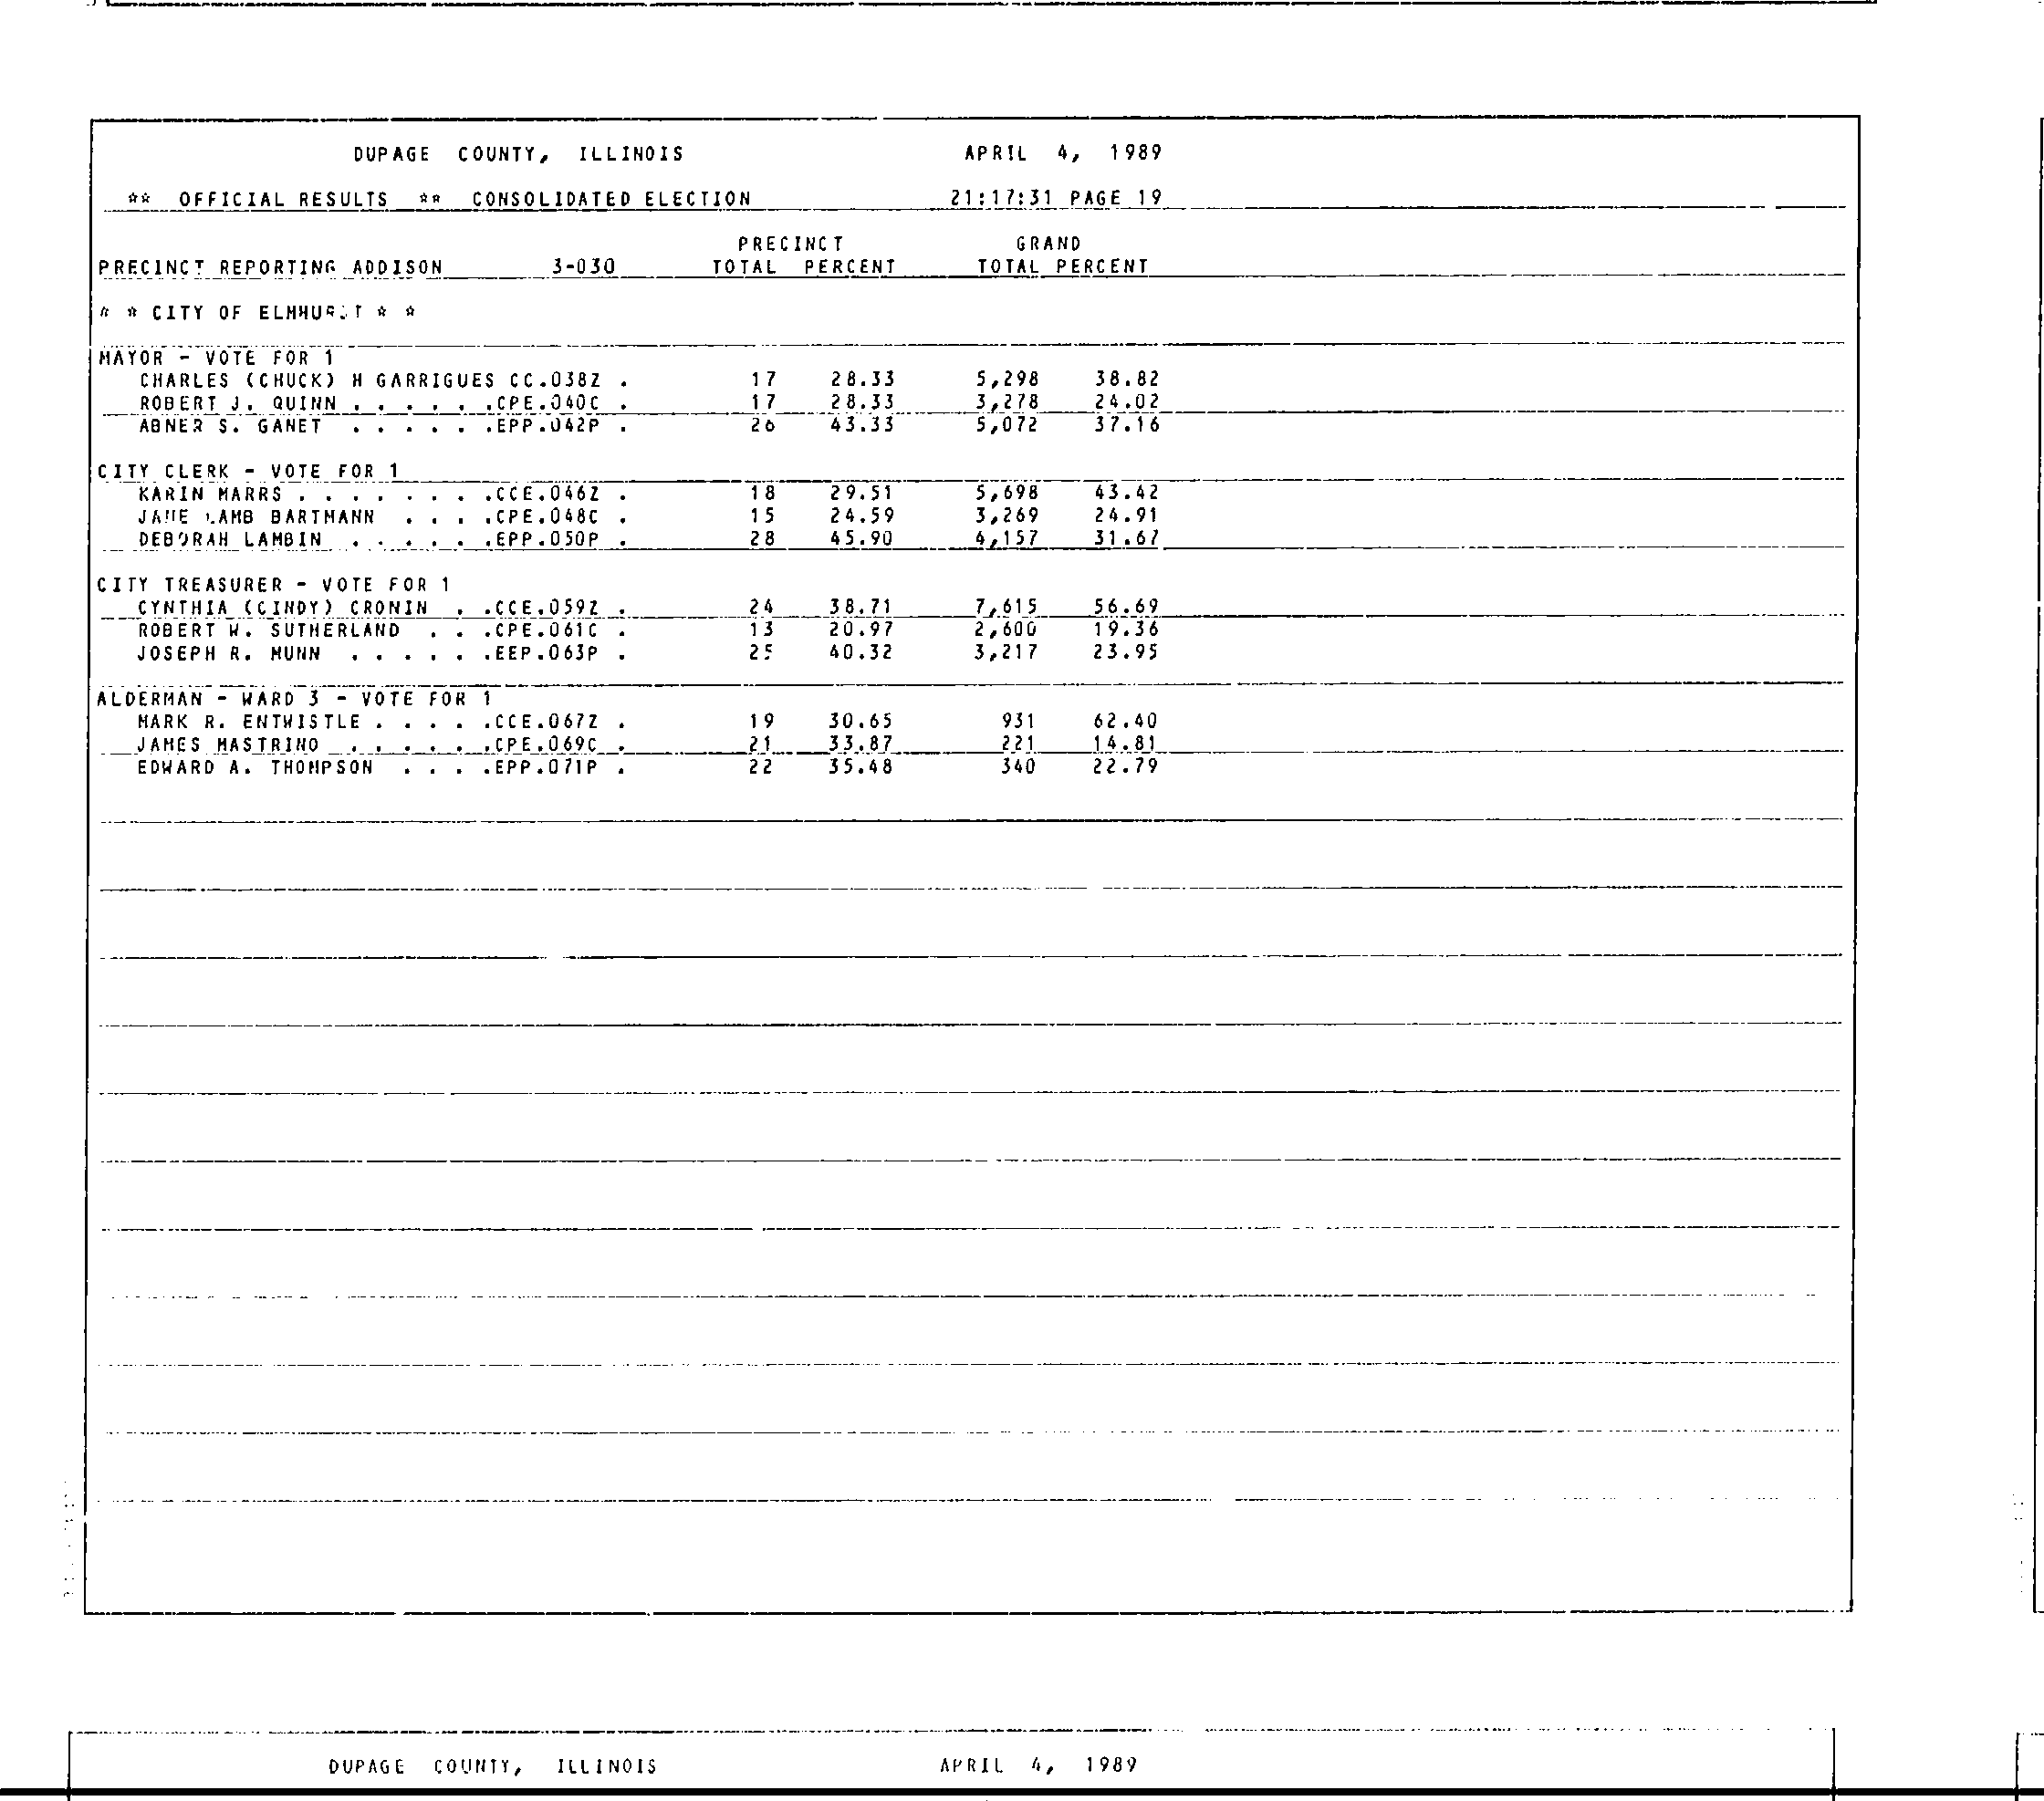 DUPAGE COUNTY, ILLINOIS APRIL 4, 1989
** OFFICIAL RESULTS ** CONSOLIDATED ELECTION 21:17:31 PAGE 19
PRECINCT GRAND
PRECINCT REPORTING ADDISON 3-030 TOTAL PERCENT TOTAL PERCENT
* * CITY OF ELMHURST * *
MAYOR - VOTE FOR 1
CHARLES (CHUCK) H GARRIGUES CC.038Z . 17 28.33 5,298 38.82
ROBERT J. QUINN . . . . . .CPE.040C . 17 28.33 3,278 24.02
ABNER S. GANET . . . . . .EPP.042P . 26 43.33 5,072 37.16
CITY CLERK - VOTE FOR 1
KARIN MARRS . . . . . . . .CCE.046Z . 18 29.51 5,698 43.42
JANE LAMB BARTMANN . . . .CPE.048C . 15 24.59 3,269 24.91
DEBORAH LAMBIN . . . . . .EPP.050P . 28 45.90 4,157 31.67
CITY TREASURER - VOTE FOR 1
CYNTHIA (CINDY) CRONIN . .CCE.059Z . 24 38.71 7,615 56.69
ROBERT W. SUTHERLAND . . .CPE.061C . 13 20.97 2,600 19.36
JOSEPH R. MUNN . . . . . .EEP.063P . 25 40.32 3,217 23.95
ALDERMAN - WARD 3 - VOTE FOR 1
MARK R. ENTWISTLE . . . . .CCE.067Z . 19 30.65 931 62.40
JAMES MASTRINO . . . . . .CPE.069C . 21 33.87 221 14.81
EDWARD A. THOMPSON . . . .EPP.071P . 22 35.48 340 22.79
DUPAGE COUNTY, ILLINOIS APRIL 4, 1989